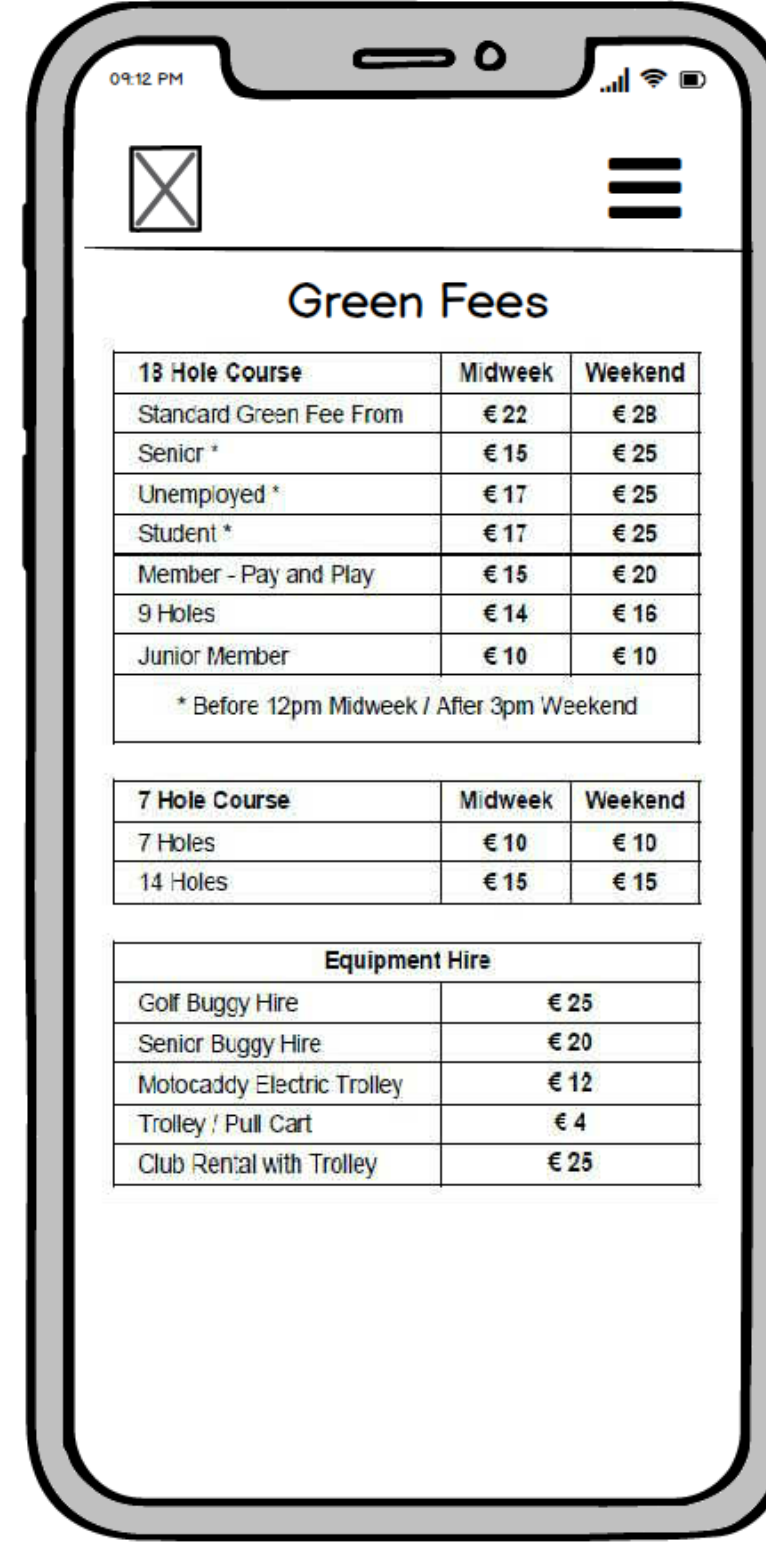 09:12 PM
Green Fees
18 Hole Course Midweek Weekend
Standard Green Fee From € 22 € 28
Senior * € 15 € 25
Unemployed * € 17 € 25
Student * € 17 € 25
Member - Pay and Play € 15 € 20
9 Holes € 14 € 16
Junior Member € 10 € 10
* Before 12pm Midweek / After 3pm Weekend
7 Hole Course Midweek Weekend
7 Holes € 10 € 10
14 Holes € 15 € 15
Equipment Hire
Golf Buggy Hire € 25
Senior Buggy Hire € 20
Motocaddy Electric Trolley € 12
Trolley / Pull Cart € 4
Club Rental with Trolley € 25